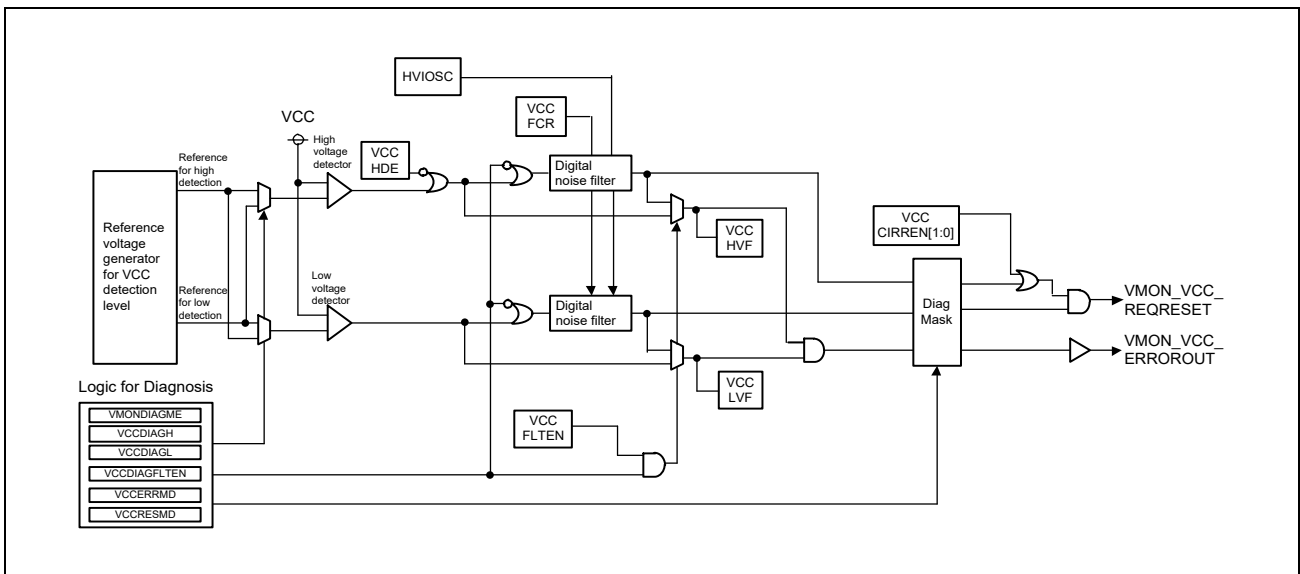 HVIOSC
VCC
FCR
VCC
High
voltage
detector
VCC
HDE
Reference
for high
detection
Digital
noise filter
Reference
voltage
generator
for VCC
detection
level
VCC
HVF
VCC
CIRREN[1:0]
Low
voltage
detector
Reference
for low
detection
Digital
noise filter
Diag
Mask
VMON_VCC_
REQRESET
VMON_VCC_
ERROROUT
VCC
LVF
Logic for Diagnosis
VMONDIAGME
VCCDIAGH
VCCDIAGL
VCCDIAGFLTEN
VCCERRMD
VCCRESMD
VCC
FLTEN